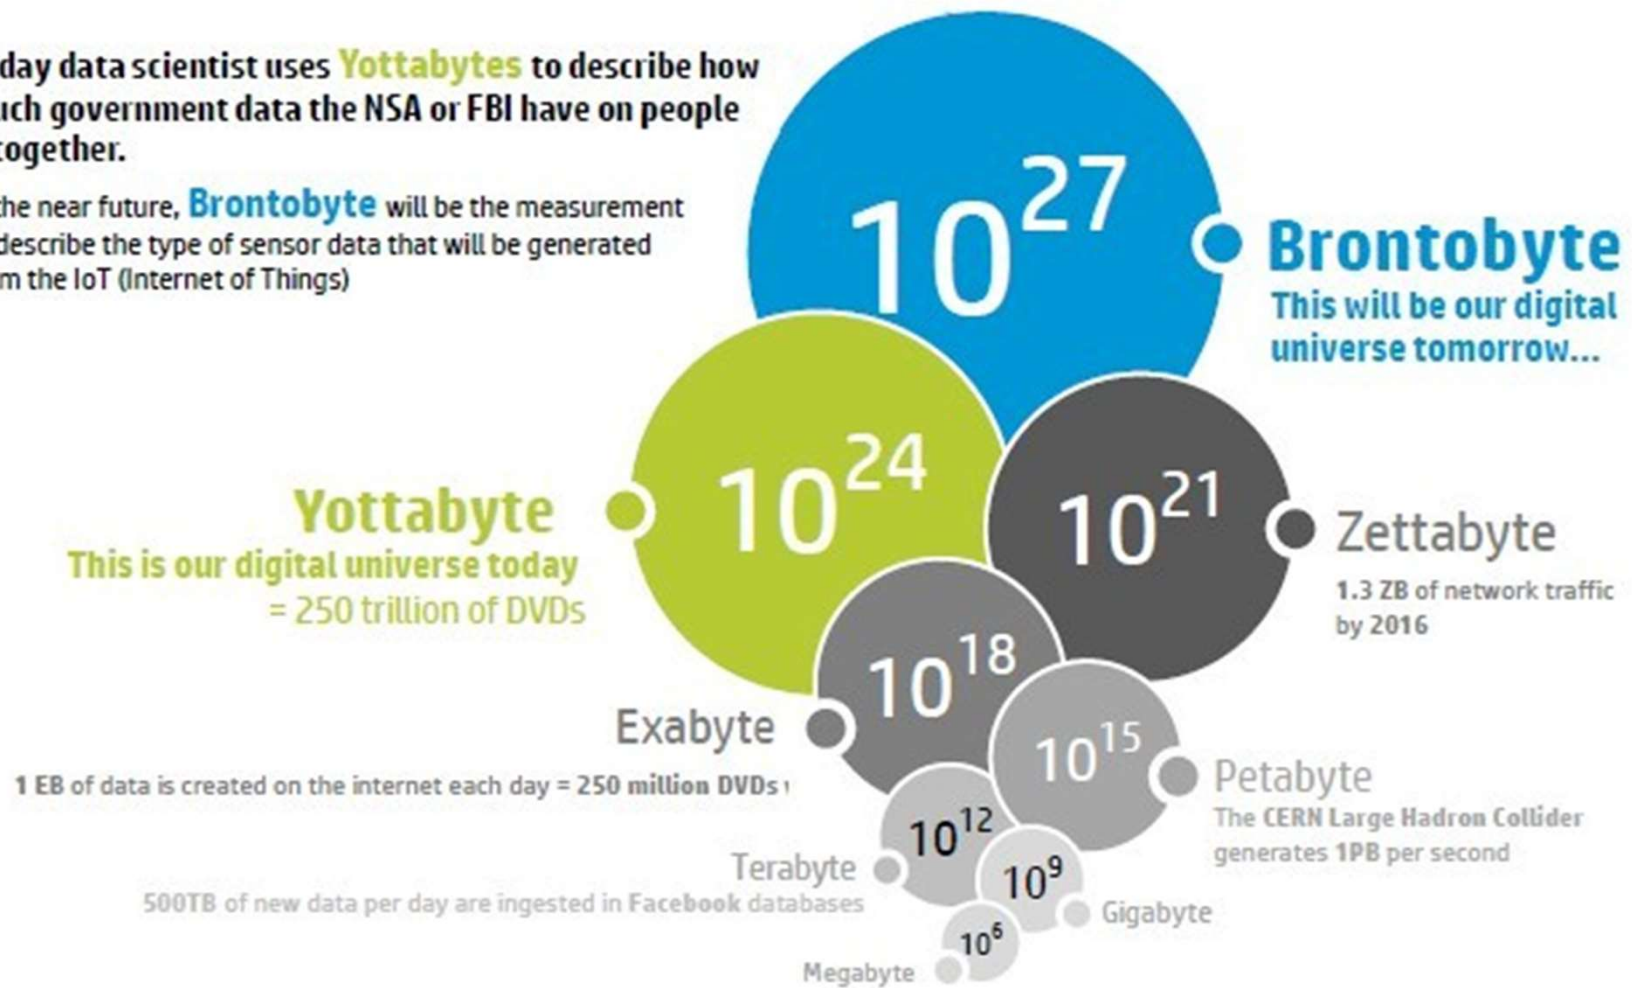 day data scientist uses Yottabytes to describe how
uch government data the NSA or FBI have on people
together.
the near future, Brontobyte will be the measurement
describe the type of sensor data that will be generated
m the IoT (Internet of Things)
10^27
Brontobyte
This will be our digital
universe tomorrow...
10^24
Yottabyte
This is our digital universe today
= 250 trillion of DVDs
10^21
Zettabyte
1.3 ZB of network traffic
by 2016
10^18
Exabyte
1 EB of data is created on the internet each day = 250 million DVDs
10^15
Petabyte
The CERN Large Hadron Collider
generates 1PB per second
10^12
Terabyte
500TB of new data per day are ingested in Facebook databases
10^9
Gigabyte
10^6
Megabyte